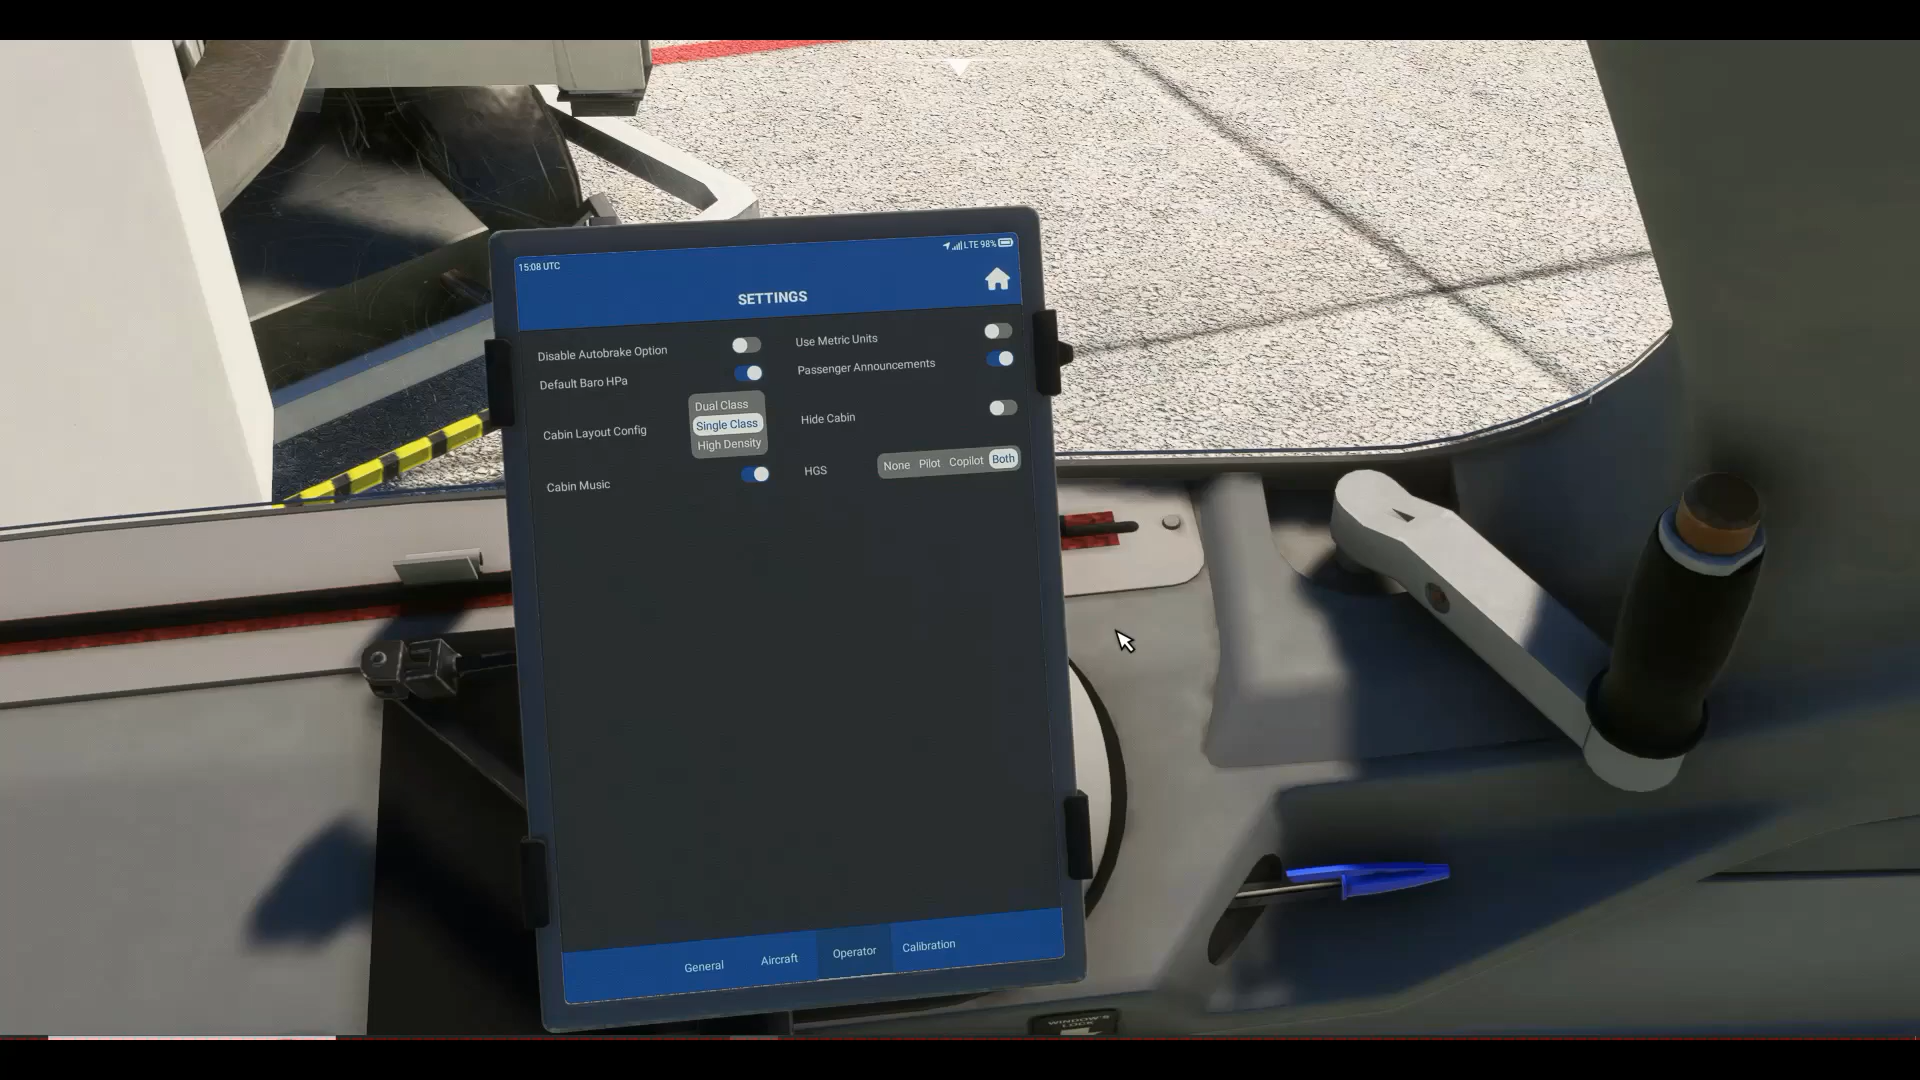 15:08 UTC
LTE 98%
SETTINGS
Disable Autobrake Option
Use Metric Units
Default Baro HPa
Passenger Announcements
Cabin Layout Config
Dual Class
Single Class
High Density
Hide Cabin
Cabin Music
HGS
None Pilot Copilot Both
General Aircraft Operator Calibration
WINDOW'S
LOCK